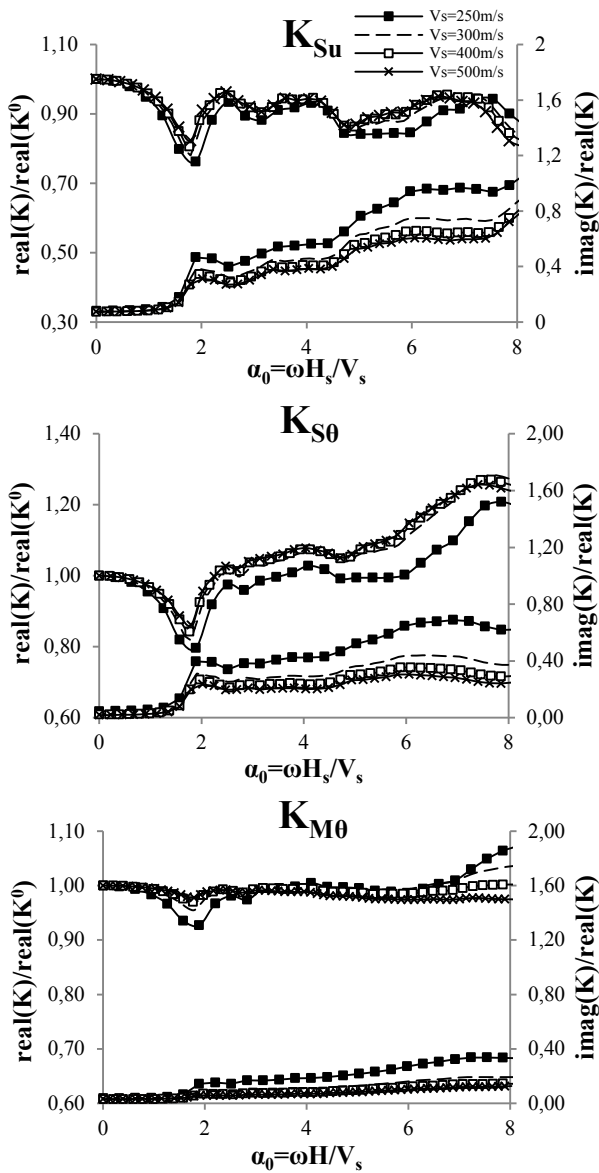 K_Su
Vs=250m/s
Vs=300m/s
Vs=400m/s
Vs=500m/s
real(K)/real(K⁰)
1,10
0,90
0,70
0,50
0,30
2
1,6
1,2
0,8
0,4
0
imag(K)/real(K)
0 2 4 6 8
α₀=ωH_s/V_s
K_Sθ
real(K)/real(K⁰)
1,40
1,20
1,00
0,80
0,60
2,00
1,60
1,20
0,80
0,40
0,00
imag(K)/real(K)
0 2 4 6 8
α₀=ωH_s/V_s
K_Mθ
real(K)/real(K⁰)
1,10
1,00
0,90
0,80
0,70
0,60
2,00
1,60
1,20
0,80
0,40
0,00
imag(K)/real(K)
0 2 4 6 8
α₀=ωH/V_s